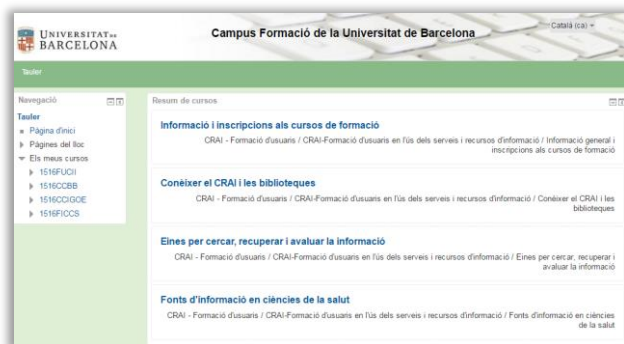 UNIVERSITAT DE
BARCELONA
Campus Formació de la Universitat de Barcelona
Català (ca)
Tauler
Navegació
Tauler
Pàgina d'inici
Pàgines del lloc
Els meus cursos
1516FUCII
1516CCBB
1516CCIGOE
1516FICCS
Resum de cursos
Informació i inscripcions als cursos de formació
CRAI - Formació d'usuaris / CRAI-Formació d'usuaris en l'ús dels serveis i recursos d'informació / Informació general i
inscripcions als cursos de formació
Conèixer el CRAI i les biblioteques
CRAI - Formació d'usuaris / CRAI-Formació d'usuaris en l'ús dels serveis i recursos d'informació / Conèixer el CRAI i les
biblioteques
Eines per cercar, recuperar i avaluar la informació
CRAI - Formació d'usuaris / CRAI-Formació d'usuaris en l'ús dels serveis i recursos d'informació / Eines per cercar, recuperar i
avaluar la informació
Fonts d'informació en ciències de la salut
CRAI - Formació d'usuaris / CRAI-Formació d'usuaris en l'ús dels serveis i recursos d'informació / Fonts d'informació en ciències
de la salut